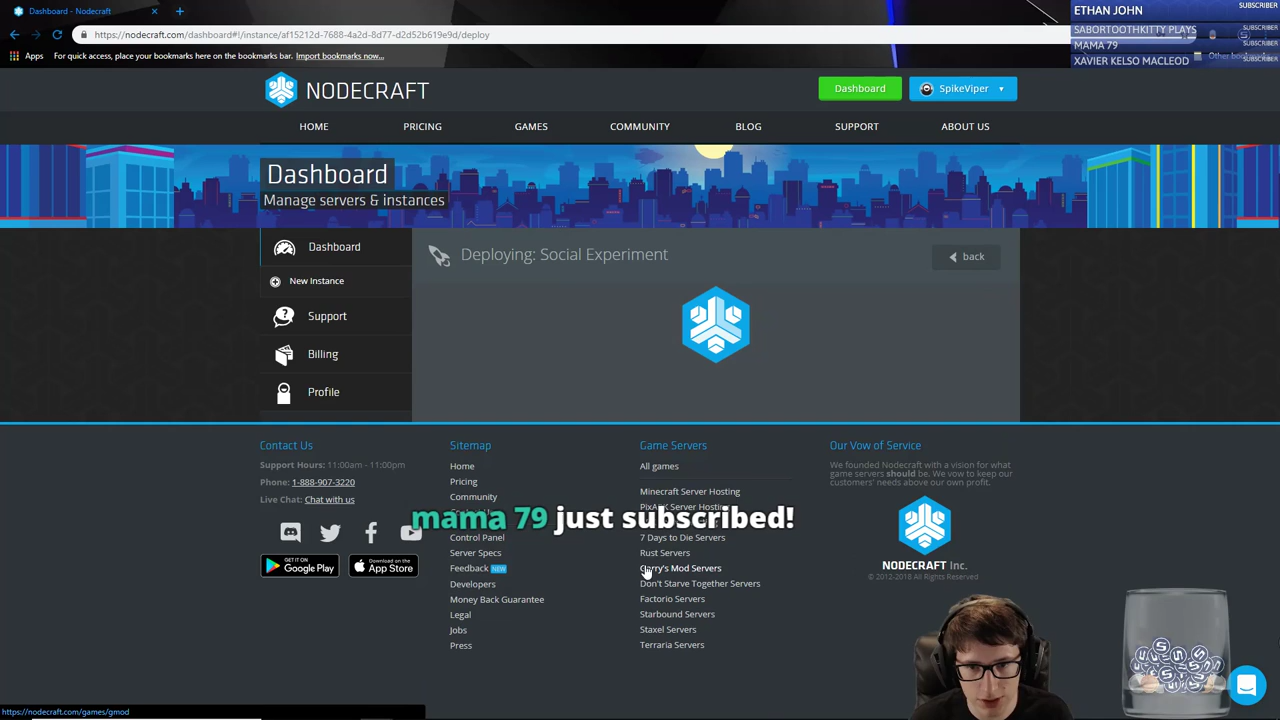 Dashboard - Nodecraft
https://nodecraft.com/dashboard#!/instance/af15212d-7688-4a2d-8d77-d2d52b619e9d/deploy
Apps
For quick access, place your bookmarks here on the bookmarks bar. Import bookmarks now...
ETHAN JOHN
SUBSCRIBER
SABORTOOTHKITTY PLAYS
SUBSCRIBER
MAMA 79
SUBSCRIBER
XAVIER KELSO MACLEOD
SUBSCRIBER
NODECRAFT
Dashboard
SpikeViper
HOME
PRICING
GAMES
COMMUNITY
BLOG
SUPPORT
ABOUT US
Dashboard
Manage servers & instances
Dashboard
New Instance
Support
Billing
Profile
Deploying: Social Experiment
back
Contact Us
Support Hours: 11:00am - 11:00pm
Phone: 1-888-907-3220
Live Chat: Chat with us
GET IT ON
Google Play
Download on the
App Store
Sitemap
Home
Pricing
Community
Control Panel
Server Specs
Feedback NEW
Developers
Money Back Guarantee
Legal
Jobs
Press
mama 79 just subscribed!
Game Servers
All games
Minecraft Server Hosting
7 Days to Die Servers
Rust Servers
Garry's Mod Servers
Don't Starve Together Servers
Factorio Servers
Starbound Servers
Staxel Servers
Terraria Servers
Our Vow of Service
We founded Nodecraft with a vision for what
game servers should be. We vow to keep our
customers' needs above our own profit.
NODECRAFT Inc.
© 2012-2018 All Rights Reserved
https://nodecraft.com/games/gmod